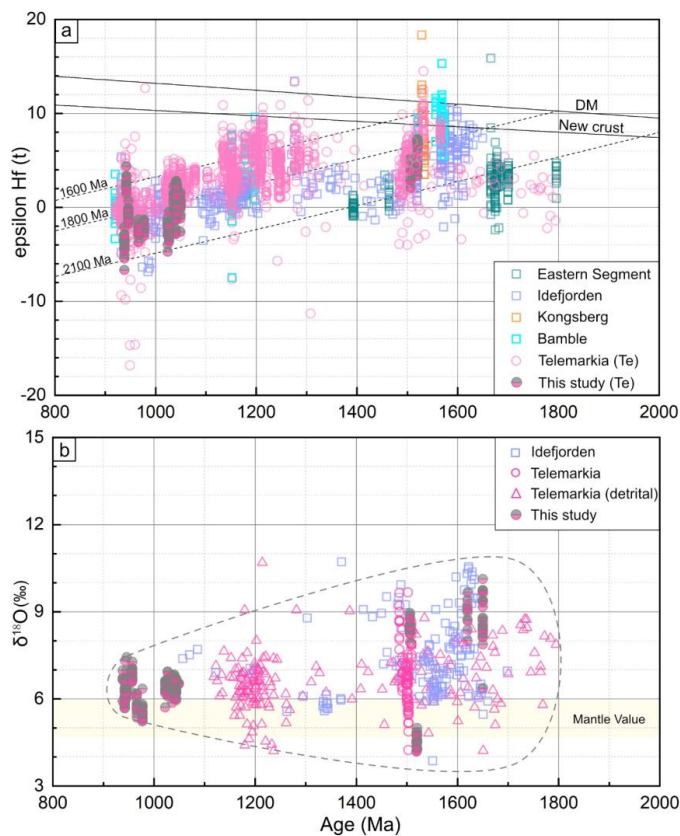 a
epsilon Hf (t)
20
10
0
-10
-20
DM
New crust
1600 Ma
1800 Ma
2100 Ma
Eastern Segment
Idefjorden
Kongsberg
Bamble
Telemarkia (Te)
This study (Te)
800 1000 1200 1400 1600 1800 2000
b
δ¹⁸O(‰)
15
12
9
6
3
Idefjorden
Telemarkia
Telemarkia (detrital)
This study
Mantle Value
800 1000 1200 1400 1600 1800 2000
Age (Ma)